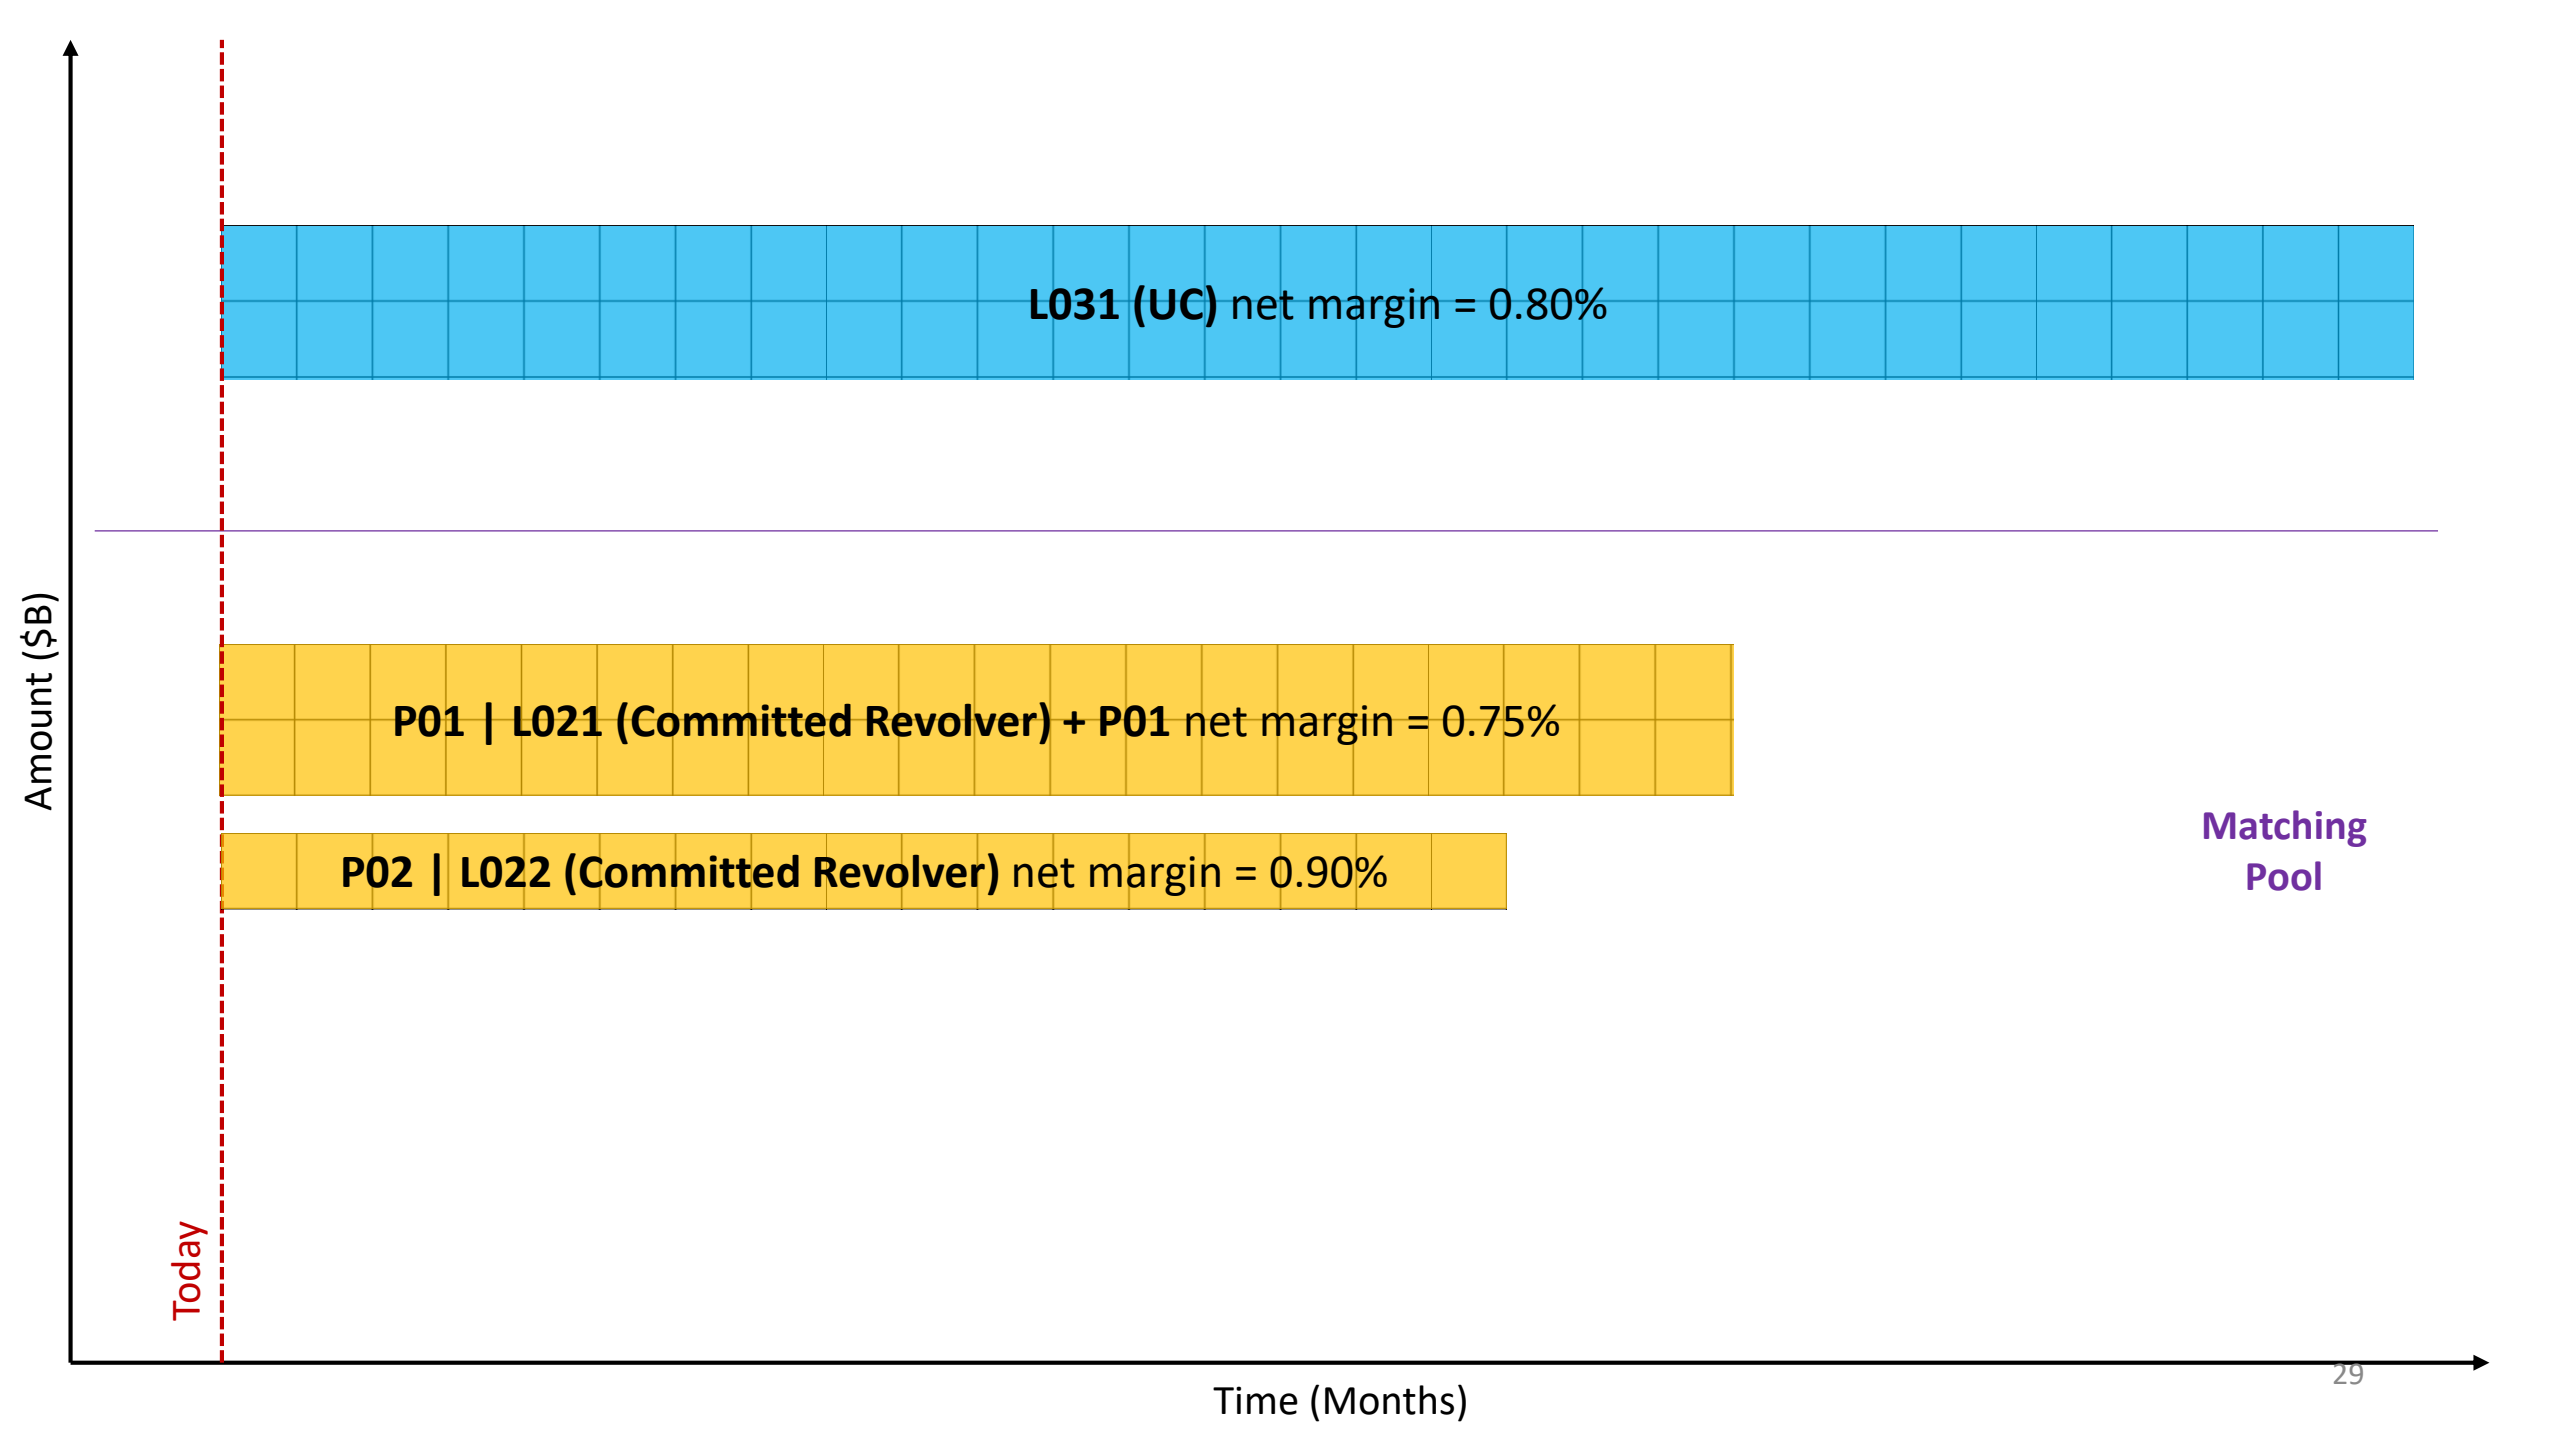 L031 (UC) net margin = 0.80%
Amount ($B)
P01 | L021 (Committed Revolver) + P01 net margin = 0.75%
P02 | L022 (Committed Revolver) net margin = 0.90%
Matching
Pool
Today
Time (Months)
29